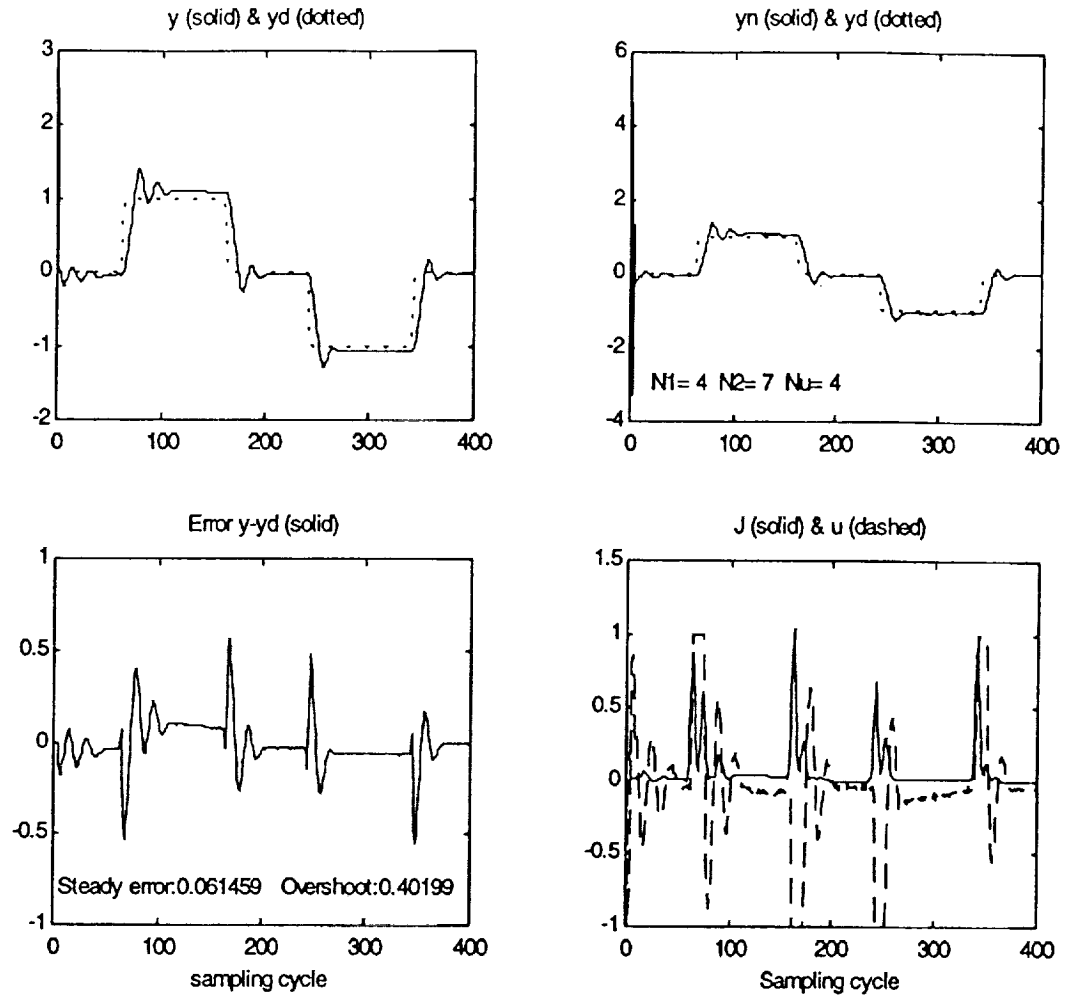 y (solid) & yd (dotted)
3
2
1
0
-1
-2
0 100 200 300 400
yn (solid) & yd (dotted)
6
4
2
0
-2
-4
N1= 4 N2= 7 Nu= 4
0 100 200 300 400
Error y-yd (solid)
1
0.5
0
-0.5
-1
Steady error:0.061459 Overshoot:0.40199
0 100 200 300 400
sampling cycle
J (solid) & u (dashed)
1.5
1
0.5
0
-0.5
-1
0 100 200 300 400
Sampling cycle